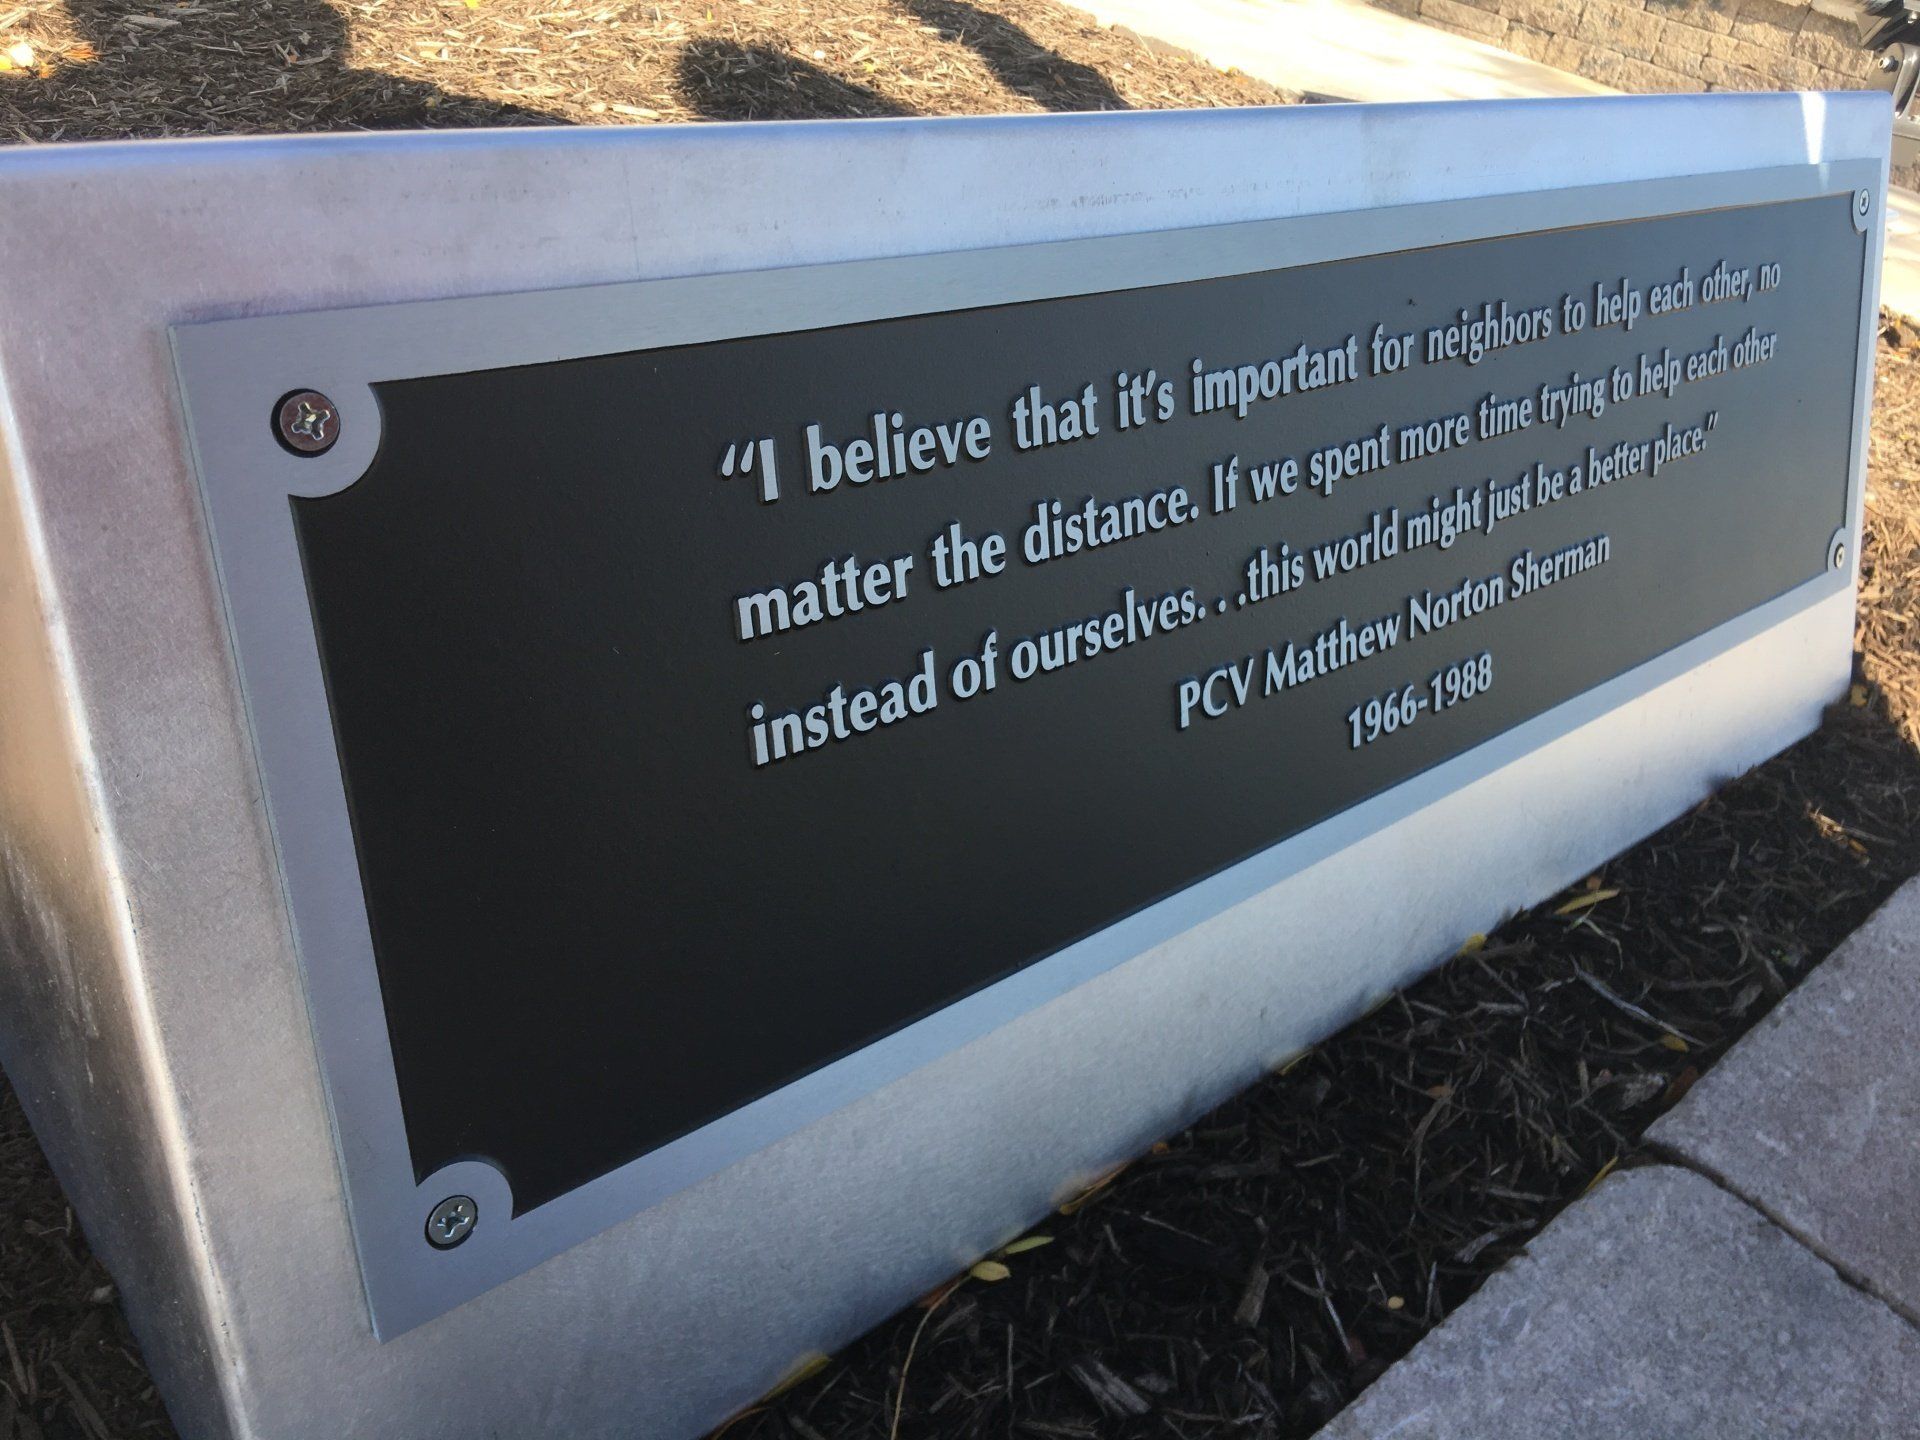 “I believe that it’s important for neighbors to help each other, no
matter the distance. If we spent more time trying to help each other
instead of ourselves. . .this world might just be a better place.”
PCV Matthew Norton Sherman
1966-1988